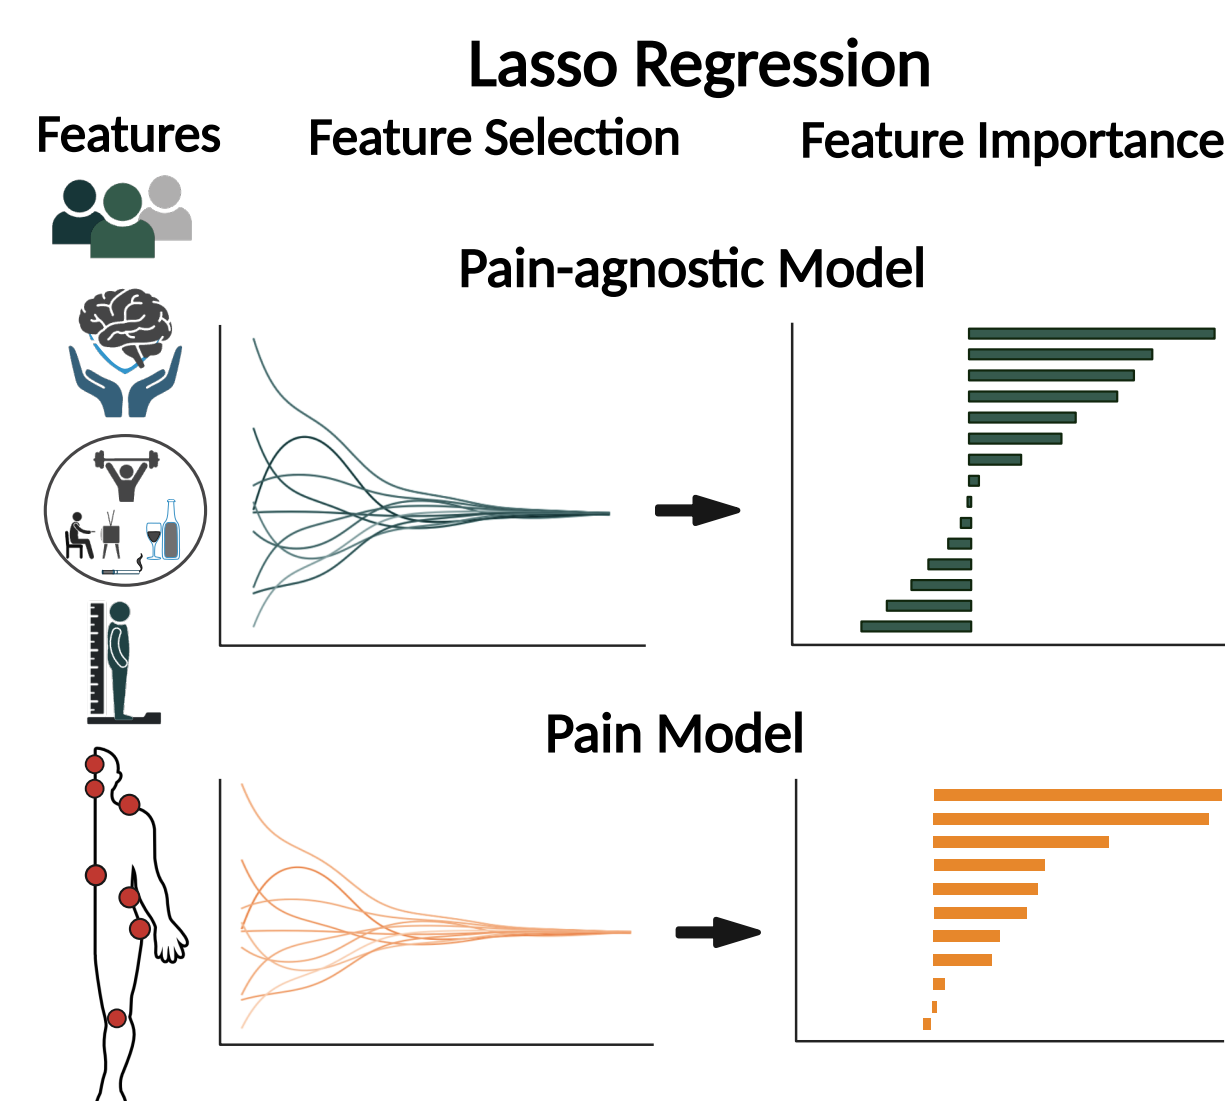 Lasso Regression
Features
Feature Selection
Feature Importance
Pain-agnostic Model
Pain Model